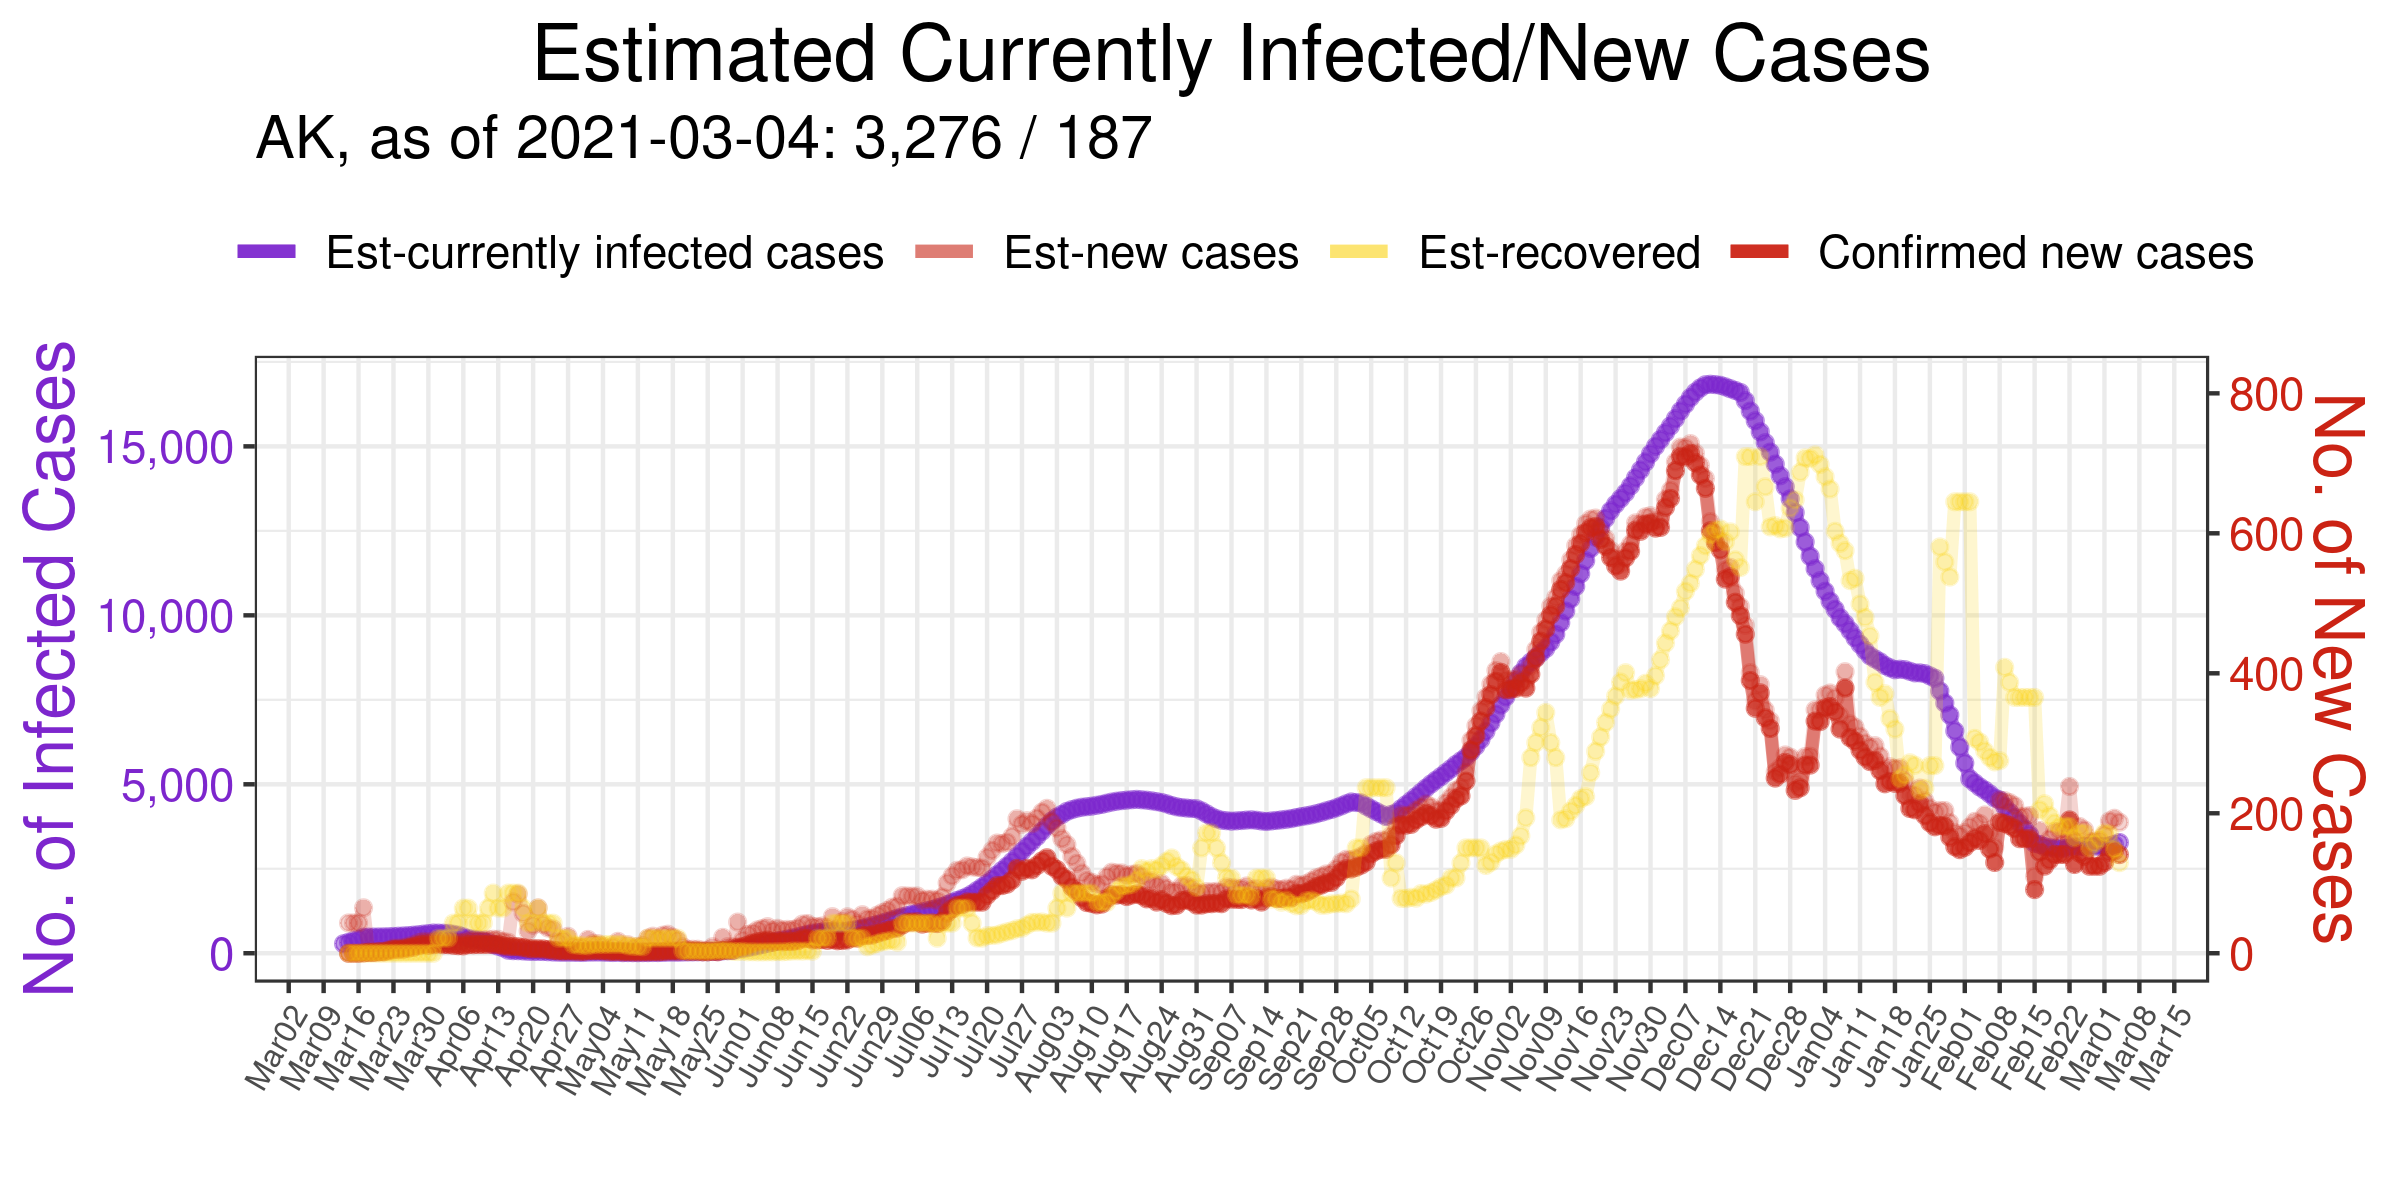 Estimated Currently Infected/New Cases
AK, as of 2021-03-04: 3,276 / 187
Est-currently infected cases Est-new cases Est-recovered Confirmed new cases
No. of Infected Cases
15,000
10,000
5,000
0
800
600
400
200
0
No. of New Cases
Mar02 Mar09 Mar16 Mar23 Mar30 Apr06 Apr13 Apr20 Apr27 May04 May11 May18 May25 Jun01 Jun08 Jun15 Jun22 Jun29 Jul06 Jul13 Jul20 Jul27 Aug03 Aug10 Aug17 Aug24 Aug31 Sep07 Sep14 Sep21 Sep28 Oct05 Oct12 Oct19 Oct26 Nov02 Nov09 Nov16 Nov23 Nov30 Dec07 Dec14 Dec21 Dec28 Jan04 Jan11 Jan18 Jan25 Feb01 Feb08 Feb15 Feb22 Mar01 Mar08 Mar15